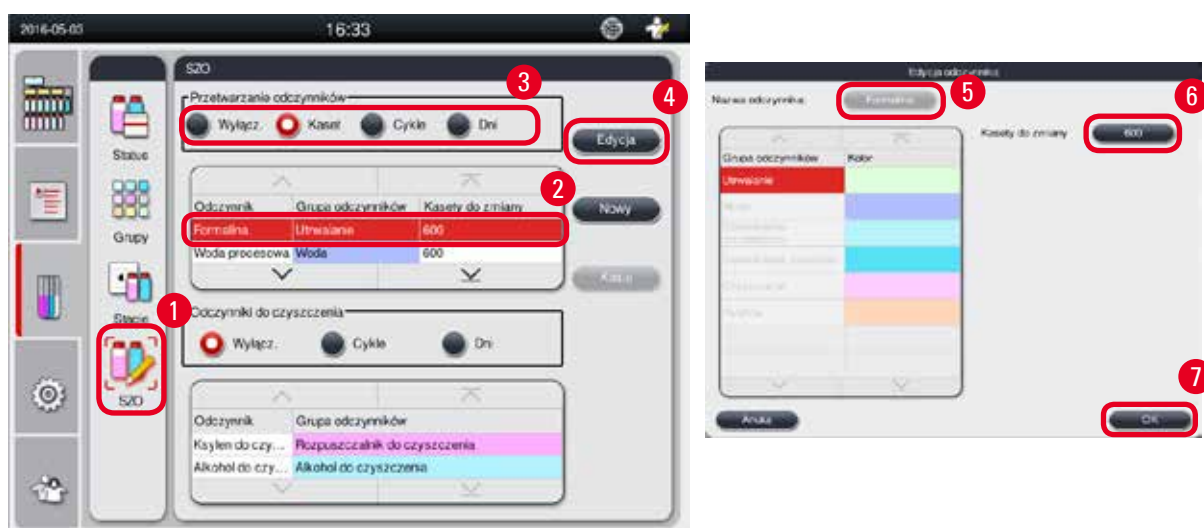 2016-05-03 16:33
SZO
Przetwarzanie odczynników
Wyłącz. Kaset Cykle Dni
3
4
Edycja
Status
2
Odczynnik Grupa odczynników Kasety do zmiany
Nowy
Formalina Utrwalanie 600
Grupy
Woda procesowa Woda 600
Stacje
1
Odczynniki do czyszczenia
Wyłącz. Cykle Dni
SZO
Odczynnik Grupa odczynników
Ksylen do czy... Rozpuszczalnik do czyszczenia
Alkohol do czy... Alkohol do czyszczenia
Edycja odczynnika
Nazwa odczynnika Formalina 5
6
Kasety do zmiany 600
Grupa odczynników Kolor
Utrwalanie
7
Anuluj OK